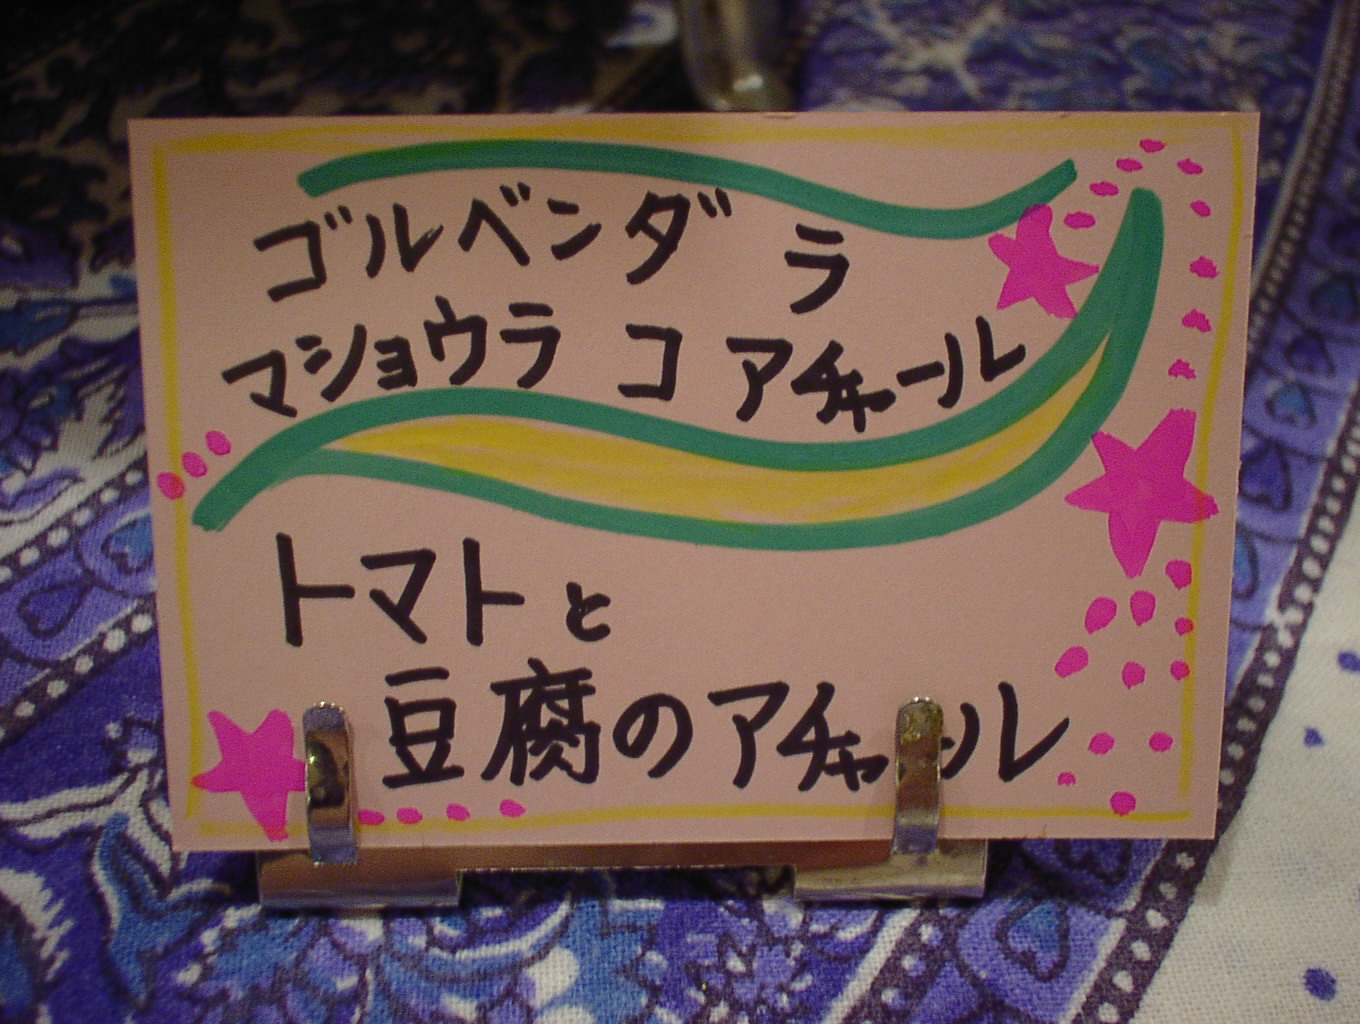 ゴルベンダ ラ
マショウラ コ アチャール
トマトと
豆腐のアチャール